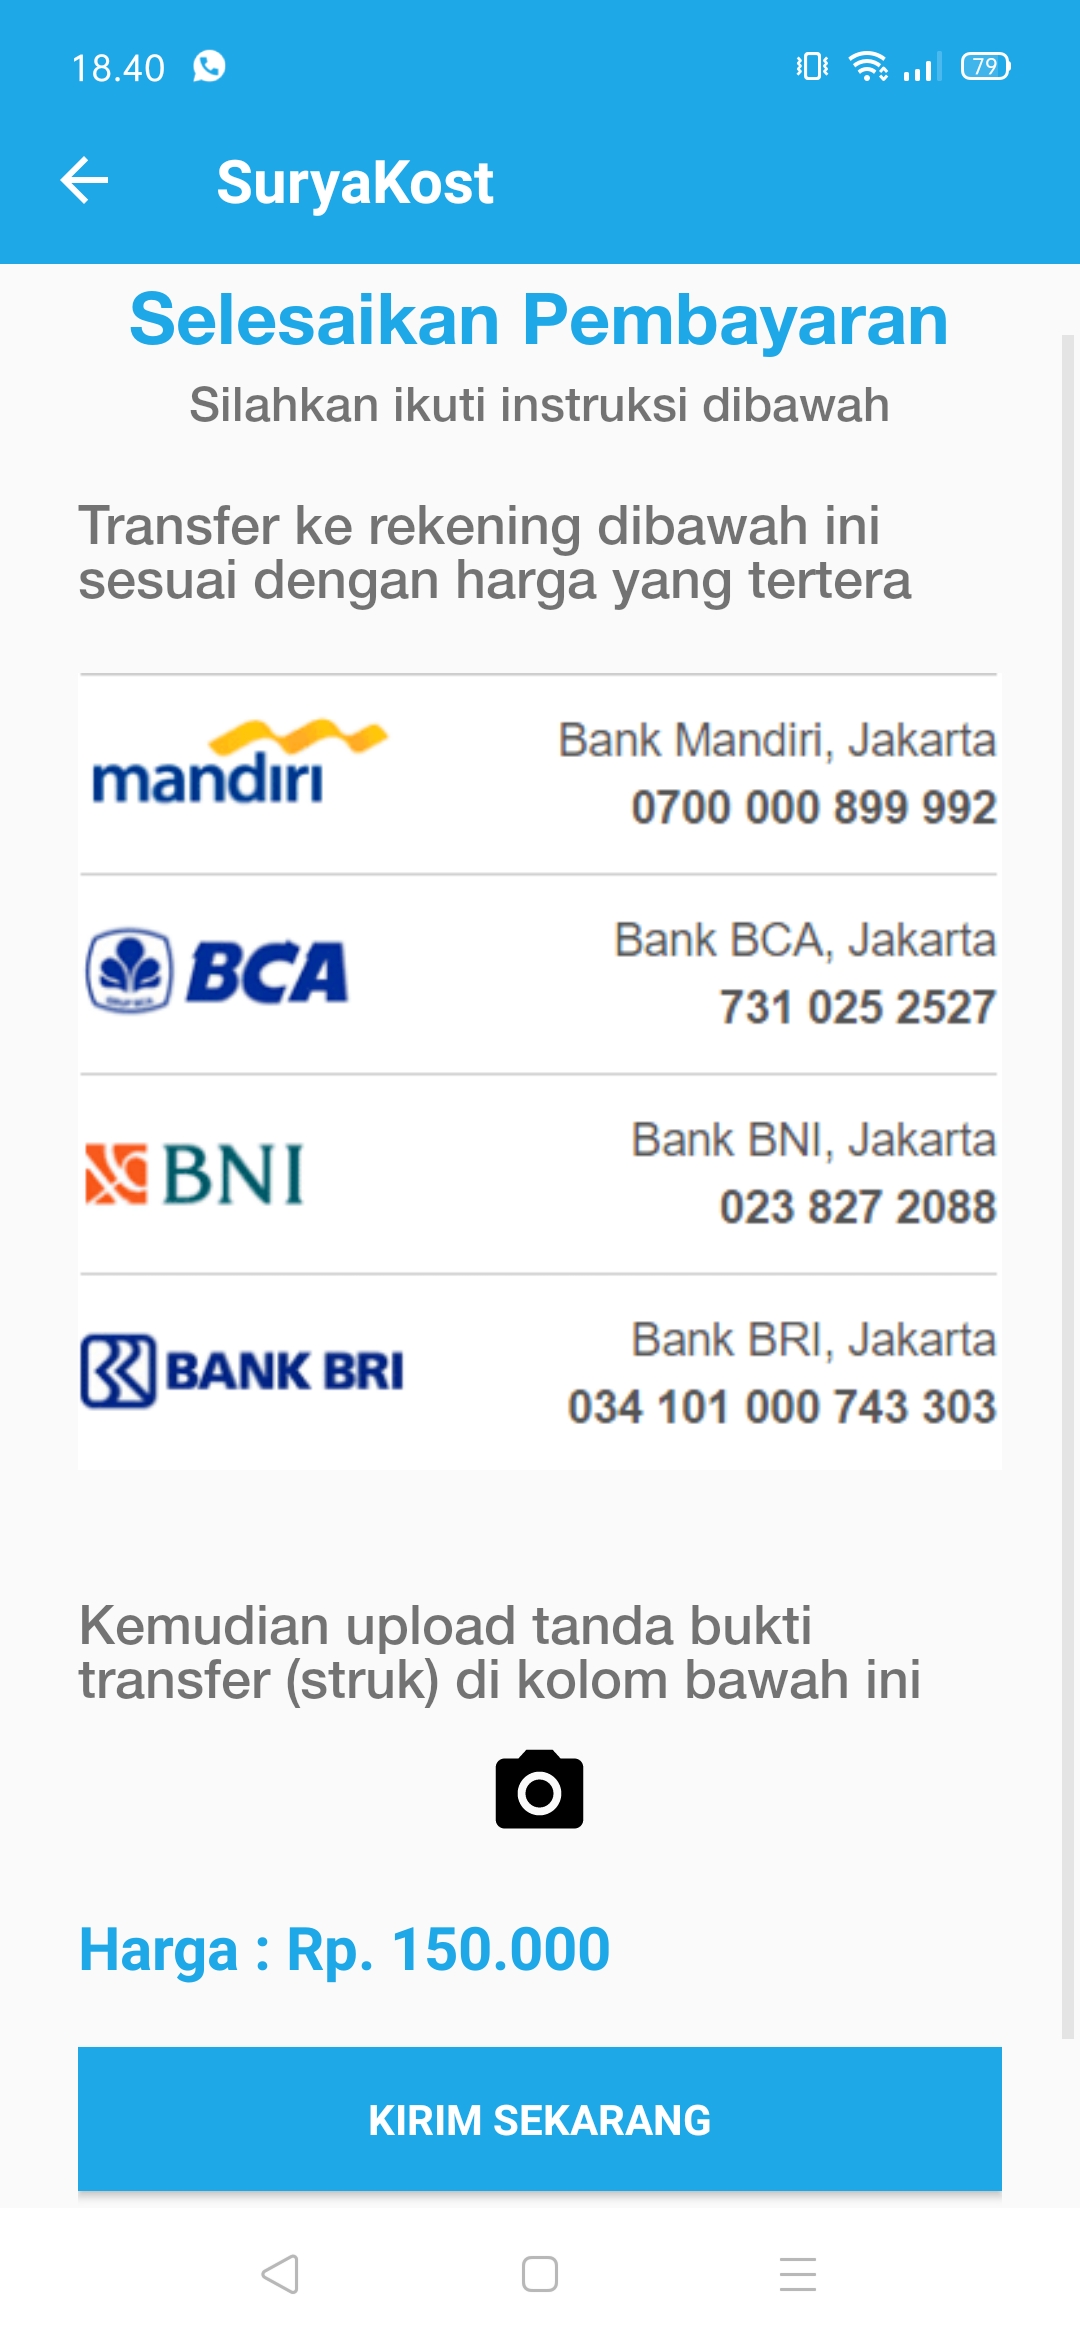 18.40
79
SuryaKost
Selesaikan Pembayaran
Silahkan ikuti instruksi dibawah
Transfer ke rekening dibawah ini
sesuai dengan harga yang tertera
mandiri
Bank Mandiri, Jakarta
0700 000 899 992
BCA
Bank BCA, Jakarta
731 025 2527
BNI
Bank BNI, Jakarta
023 827 2088
BANK BRI
Bank BRI, Jakarta
034 101 000 743 303
Kemudian upload tanda bukti
transfer (struk) di kolom bawah ini
Harga : Rp. 150.000
KIRIM SEKARANG